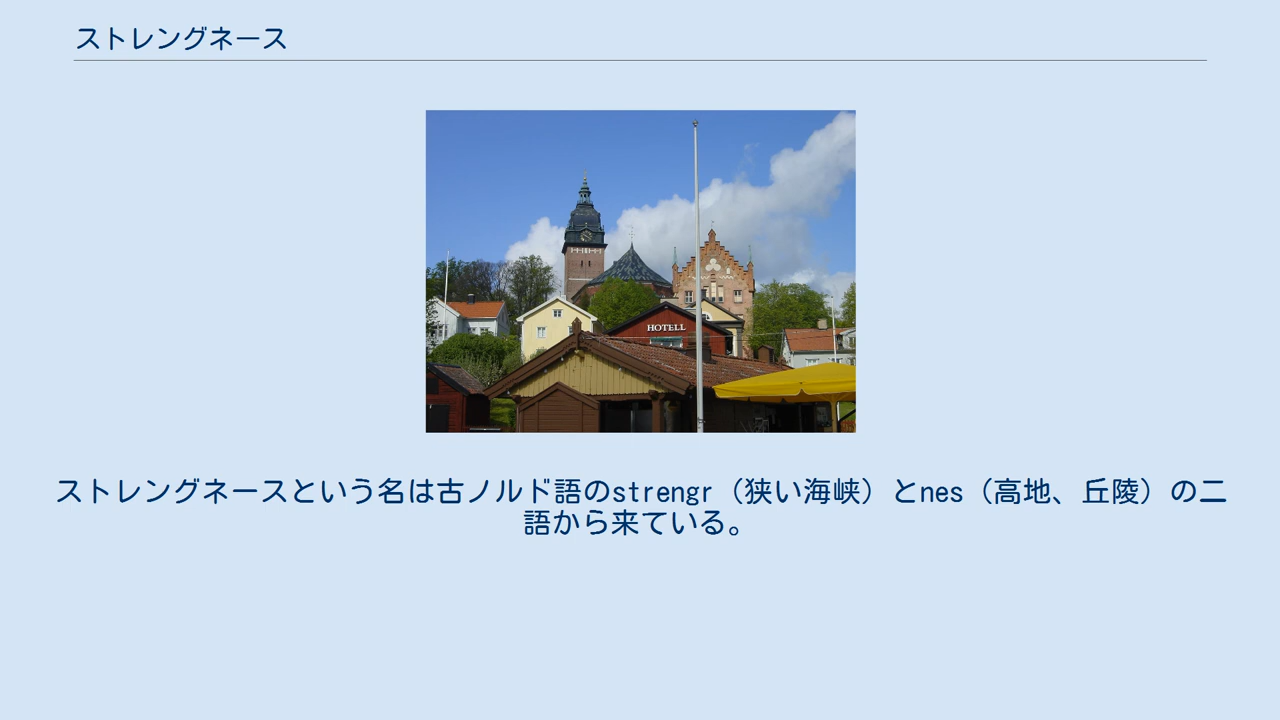 ストレングネース
HOTELL
ストレングネースという名は古ノルド語のstrengr（狭い海峡）とnes（高地、丘陵）の二
語から来ている。